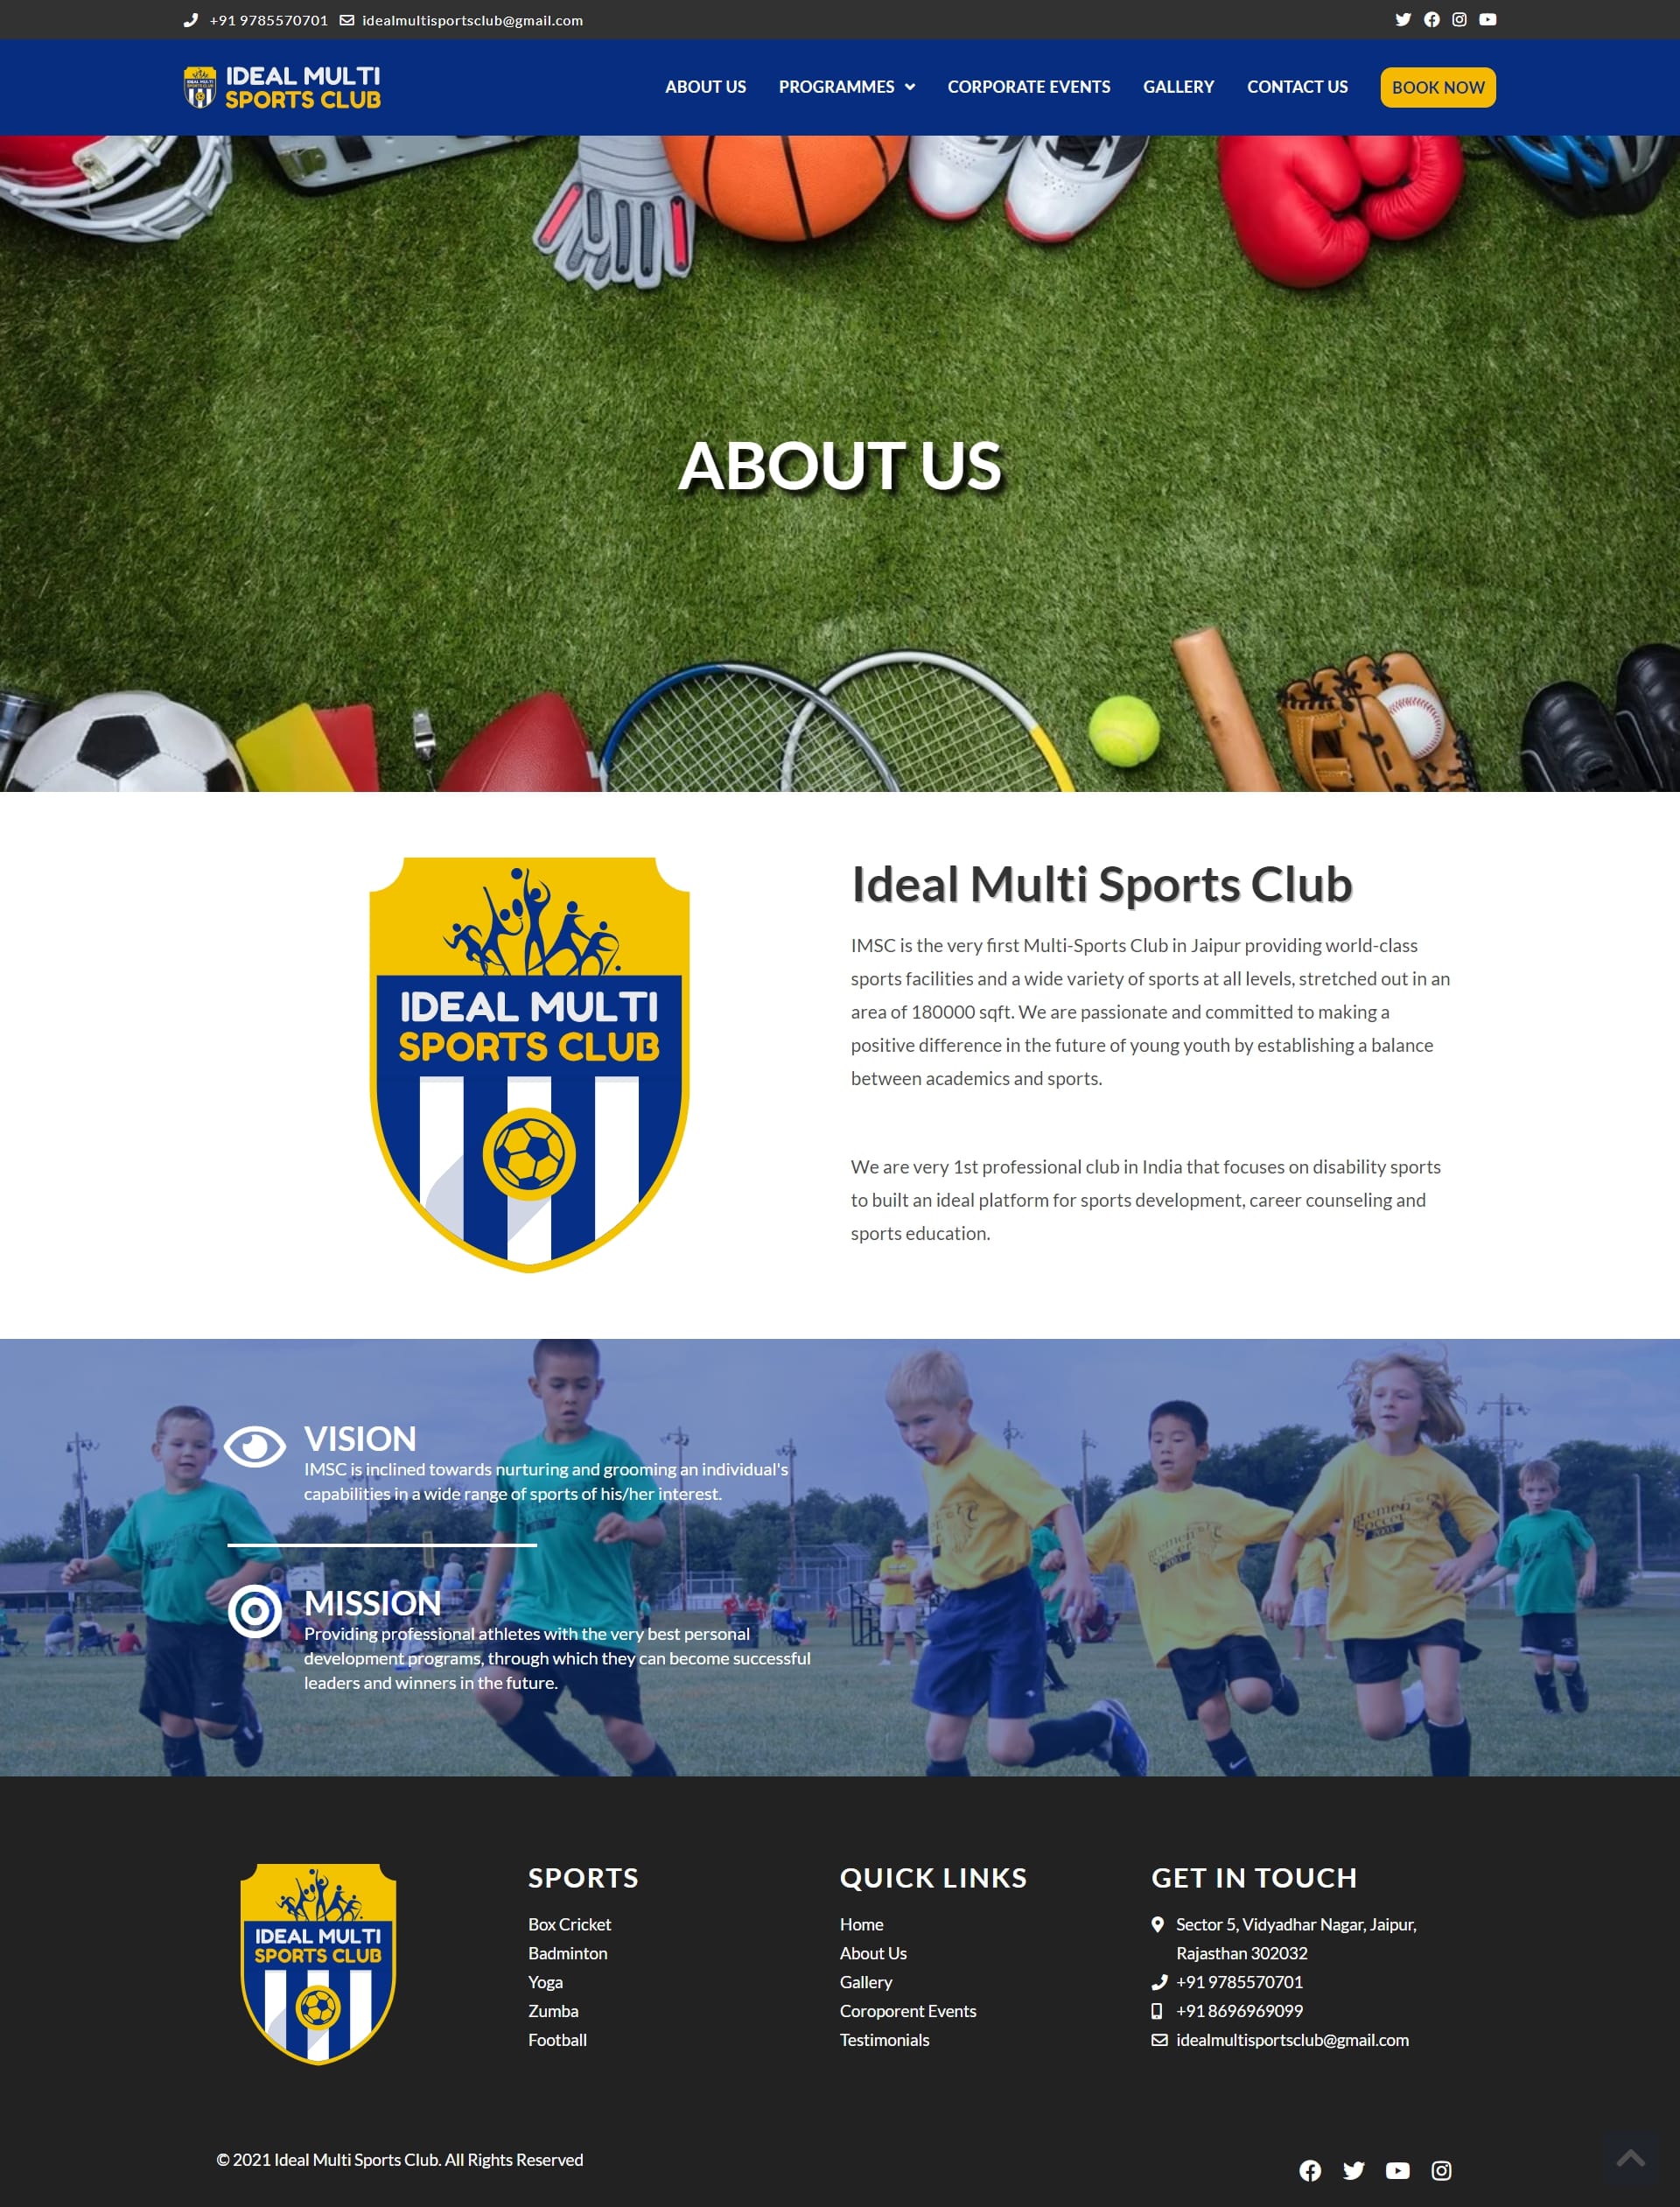 +91 9785570701 idealmultisportsclub@gmail.com
IDEAL MULTI
SPORTS CLUB
ABOUT US PROGRAMMES CORPORATE EVENTS GALLERY CONTACT US BOOK NOW
ABOUT US
IDEAL MULTI
SPORTS CLUB
Ideal Multi Sports Club
IMSC is the very first Multi-Sports Club in Jaipur providing world-class
sports facilities and a wide variety of sports at all levels, stretched out in an
area of 180000 sqft. We are passionate and committed to making a
positive difference in the future of young youth by establishing a balance
between academics and sports.
We are very 1st professional club in India that focuses on disability sports
to built an ideal platform for sports development, career counseling and
sports education.
VISION
IMSC is inclined towards nurturing and grooming an individual's
capabilities in a wide range of sports of his/her interest.
MISSION
Providing professional athletes with the very best personal
development programs, through which they can become successful
leaders and winners in the future.
IDEAL MULTI
SPORTS CLUB
SPORTS
Box Cricket
Badminton
Yoga
Zumba
Football
QUICK LINKS
Home
About Us
Gallery
Coroporent Events
Testimonials
GET IN TOUCH
Sector 5, Vidyadhar Nagar, Jaipur,
Rajasthan 302032
+91 9785570701
+91 8696969099
idealmultisportsclub@gmail.com
© 2021 Ideal Multi Sports Club. All Rights Reserved